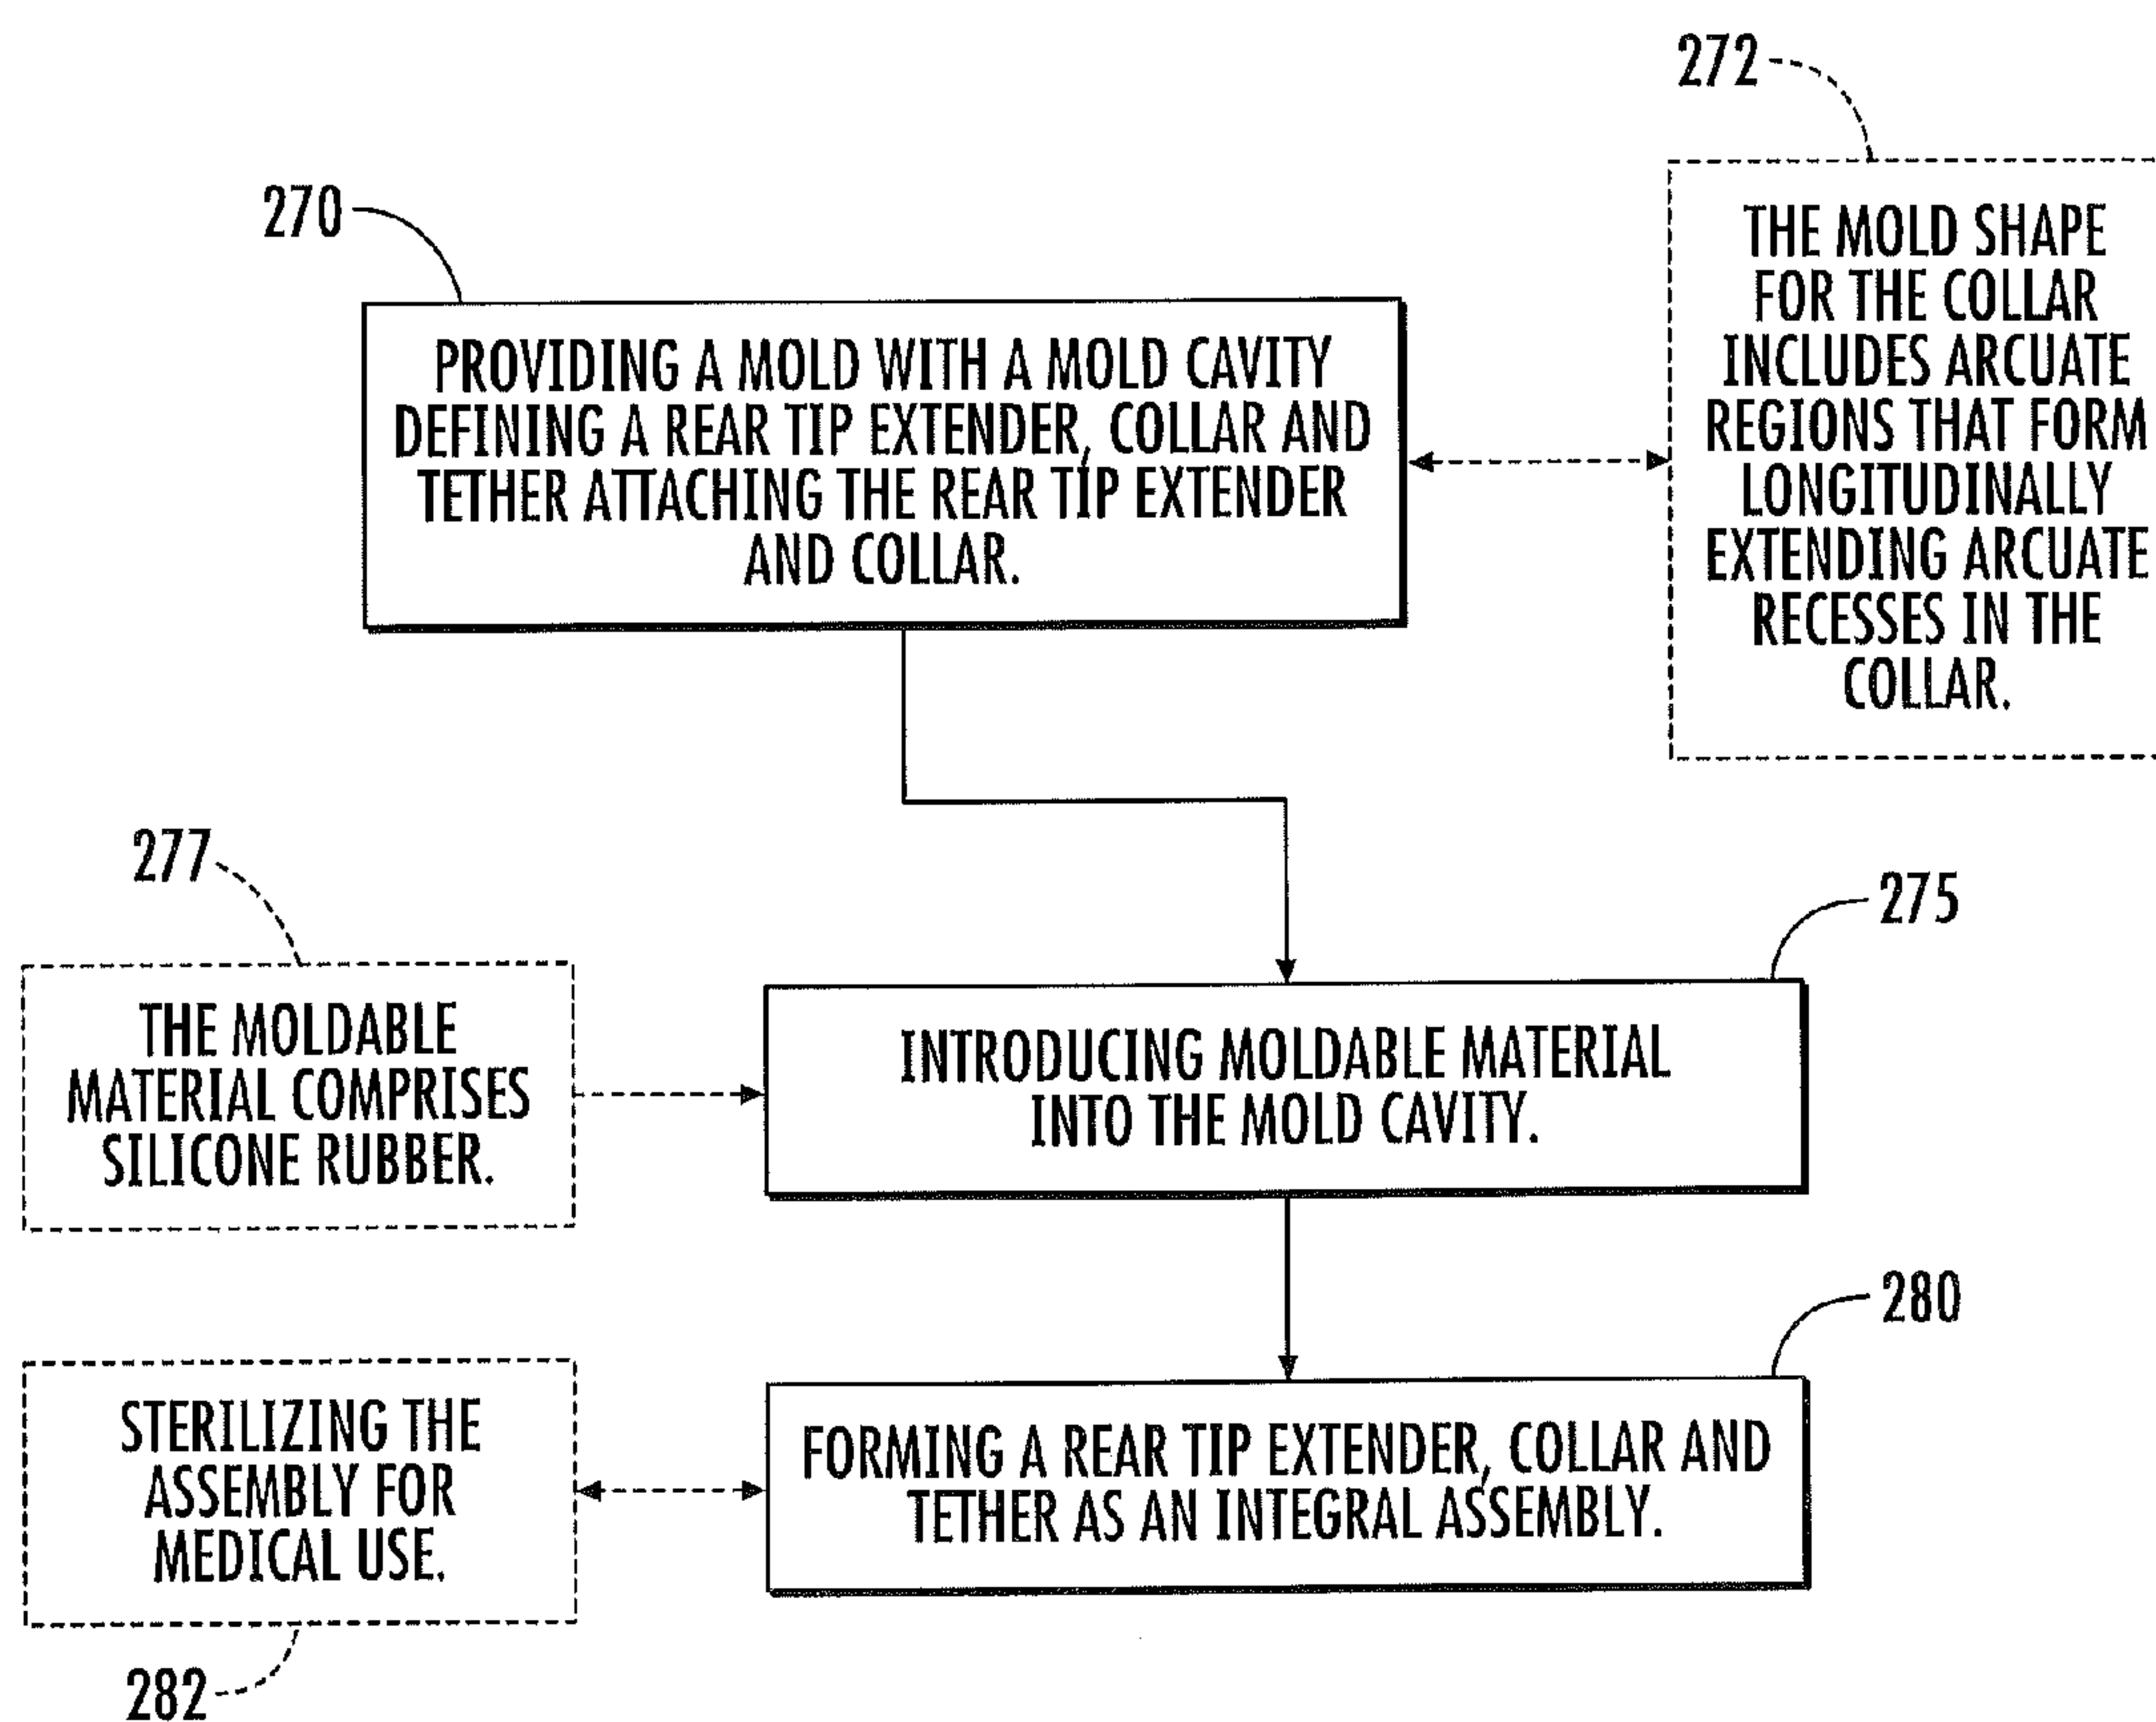 272
THE MOLD SHAPE
FOR THE COLLAR
INCLUDES ARCUATE
REGIONS THAT FORM
LONGITUDINALLY
EXTENDING ARCUATE
RECESSES IN THE
COLLAR.
270
PROVIDING A MOLD WITH A MOLD CAVITY
DEFINING A REAR TIP EXTENDER, COLLAR AND
TETHER ATTACHING THE REAR TIP EXTENDER
AND COLLAR.
277
THE MOLDABLE
MATERIAL COMPRISES
SILICONE RUBBER.
275
INTRODUCING MOLDABLE MATERIAL
INTO THE MOLD CAVITY.
280
FORMING A REAR TIP EXTENDER, COLLAR AND
TETHER AS AN INTEGRAL ASSEMBLY.
STERILIZING THE
ASSEMBLY FOR
MEDICAL USE.
282